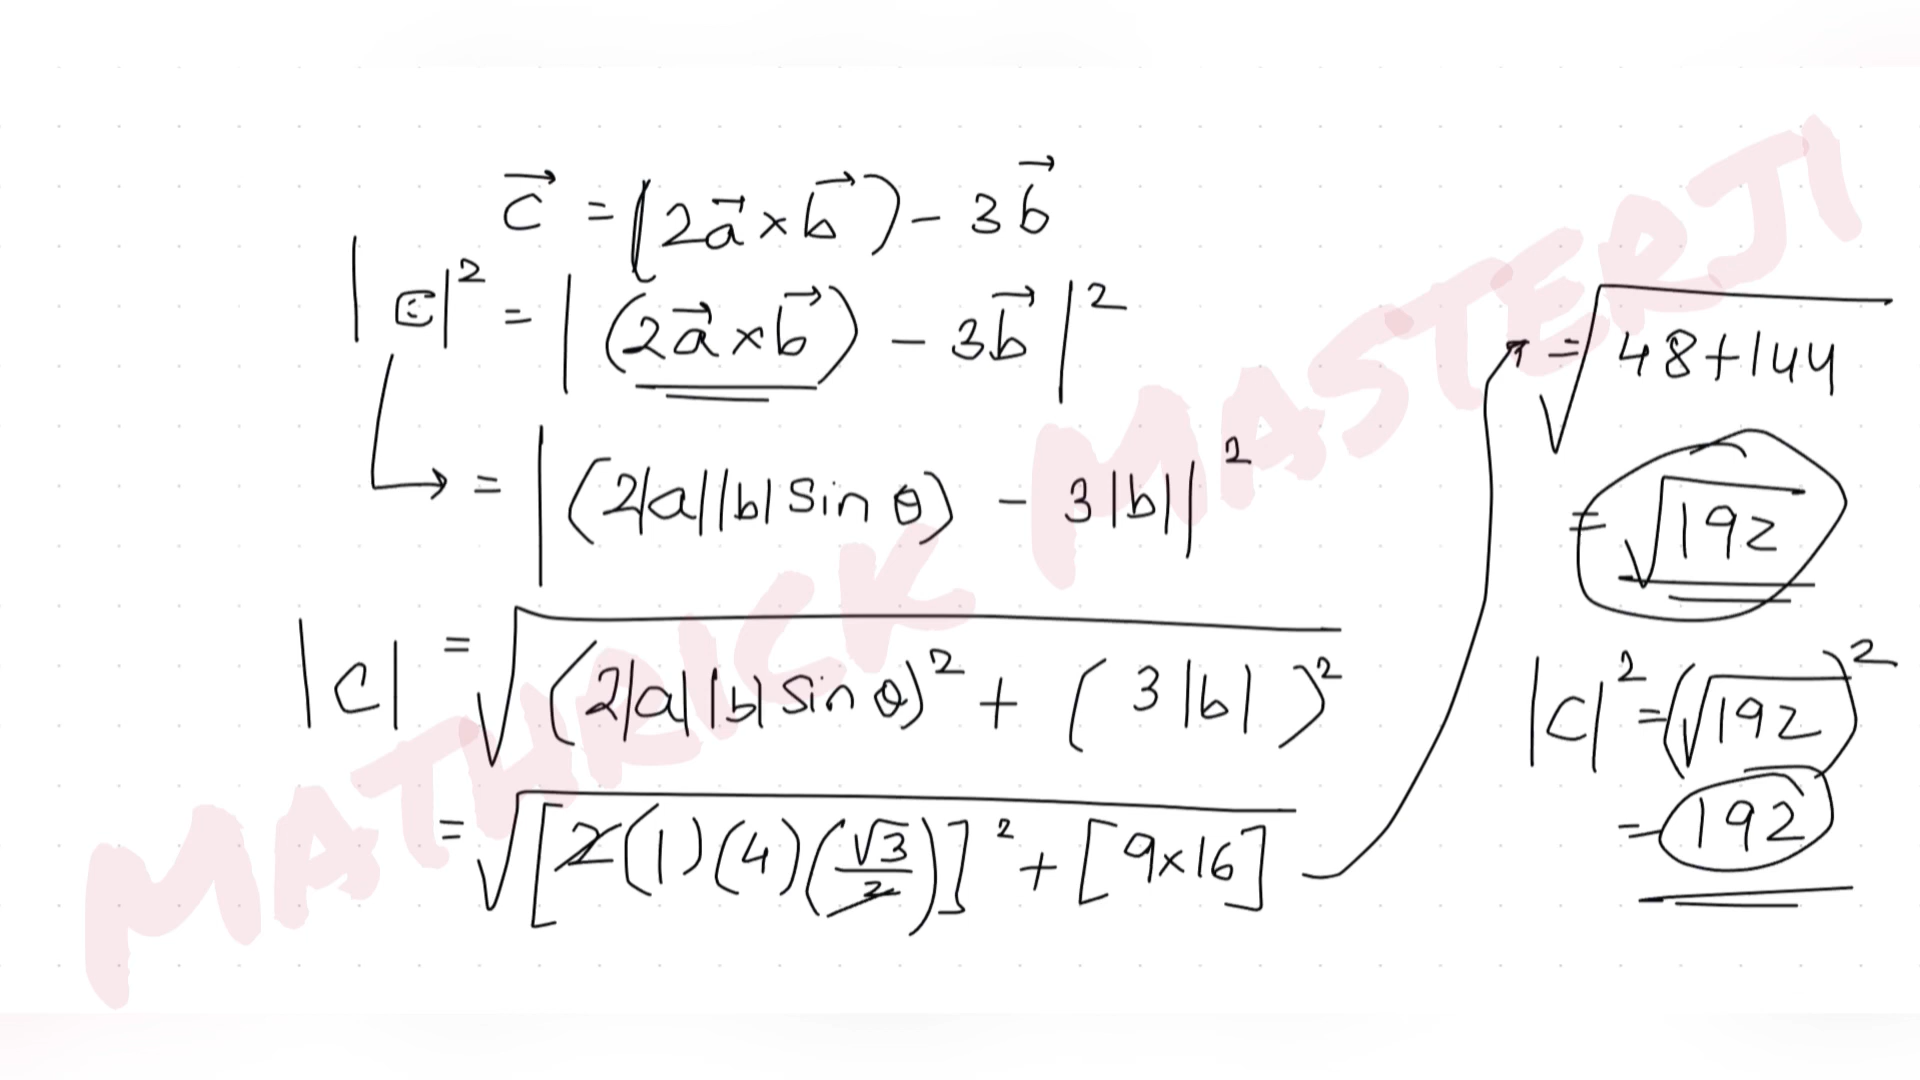 c⃗ = (2a⃗ × b⃗) - 3b⃗
|c|² = |(2a⃗ × b⃗) - 3b⃗|²
= |(2|a||b| sin θ) - 3|b||²
|c| = √((2|a||b| sin θ)² + (3|b|)²)
= √([2(1)(4)(√3/2)]² + [9×16])
= √(48+144)
= √192
|c|² = (√192)²
= 192
MATHRICK MASTERJI